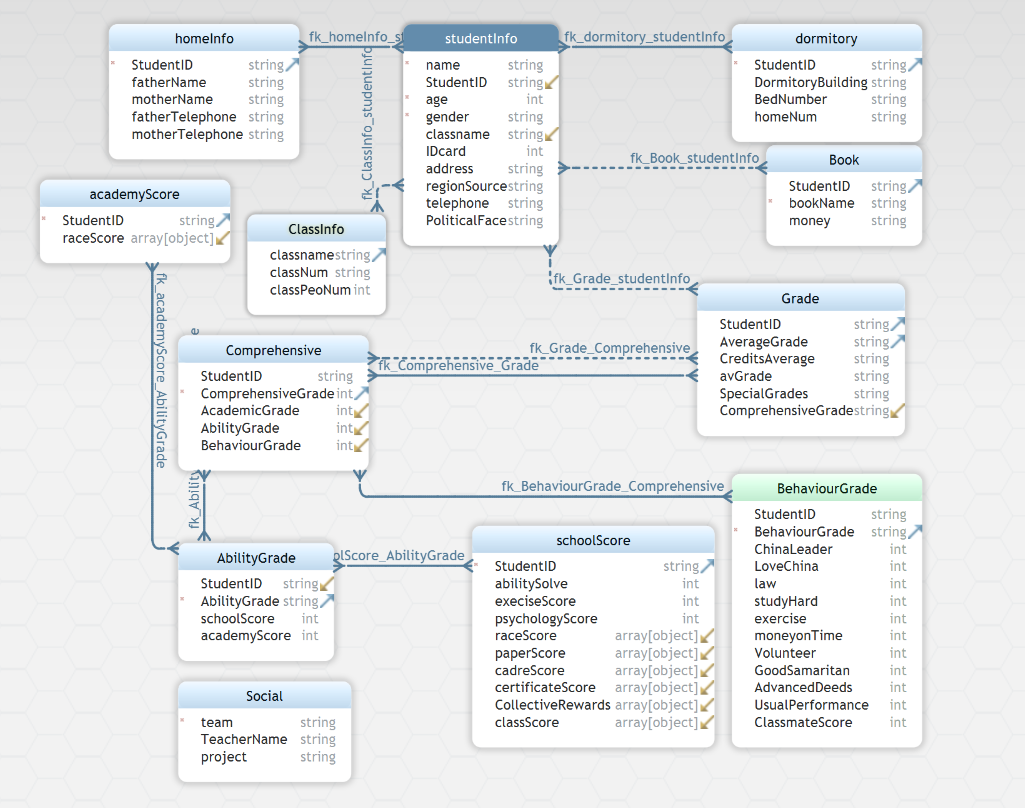 homeInfo
StudentID string
fatherName string
motherName string
fatherTelephone string
motherTelephone string
fk_homeInfo_st
studentInfo
name string
StudentID string
age int
gender string
classname string
IDcard int
address string
regionSource string
telephone string
PoliticalFace string
fk_dormitory_studentInfo
dormitory
StudentID string
DormitoryBuilding string
BedNumber string
homeNum string
fk_ClassInfo_studentInfo
fk_Book_studentInfo
Book
StudentID string
bookName string
money string
academyScore
StudentID string
raceScore array[object]
ClassInfo
classname string
classNum string
classPeoNum int
fk_Grade_studentInfo
Grade
StudentID string
AverageGrade string
CreditsAverage string
avGrade string
SpecialGrades string
ComprehensiveGrade string
fk_academyScore_AbilityGrade
Comprehensive
StudentID string
ComprehensiveGrade int
AcademicGrade int
AbilityGrade int
BehaviourGrade int
fk_Grade_Comprehensive
fk_Comprehensive_Grade
fk_Ability
e
fk_BehaviourGrade_Comprehensive
BehaviourGrade
StudentID string
BehaviourGrade string
ChinaLeader int
LoveChina int
law int
studyHard int
exercise int
moneyonTime int
Volunteer int
GoodSamaritan int
AdvancedDeeds int
UsualPerformance int
ClassmateScore int
AbilityGrade
StudentID string
AbilityGrade string
schoolScore int
academyScore int
olScore_AbilityGrade
schoolScore
StudentID string
abilitySolve int
execiseScore int
psychologyScore int
raceScore array[object]
paperScore array[object]
cadreScore array[object]
certificateScore array[object]
CollectiveRewards array[object]
classScore array[object]
Social
team string
TeacherName string
project string